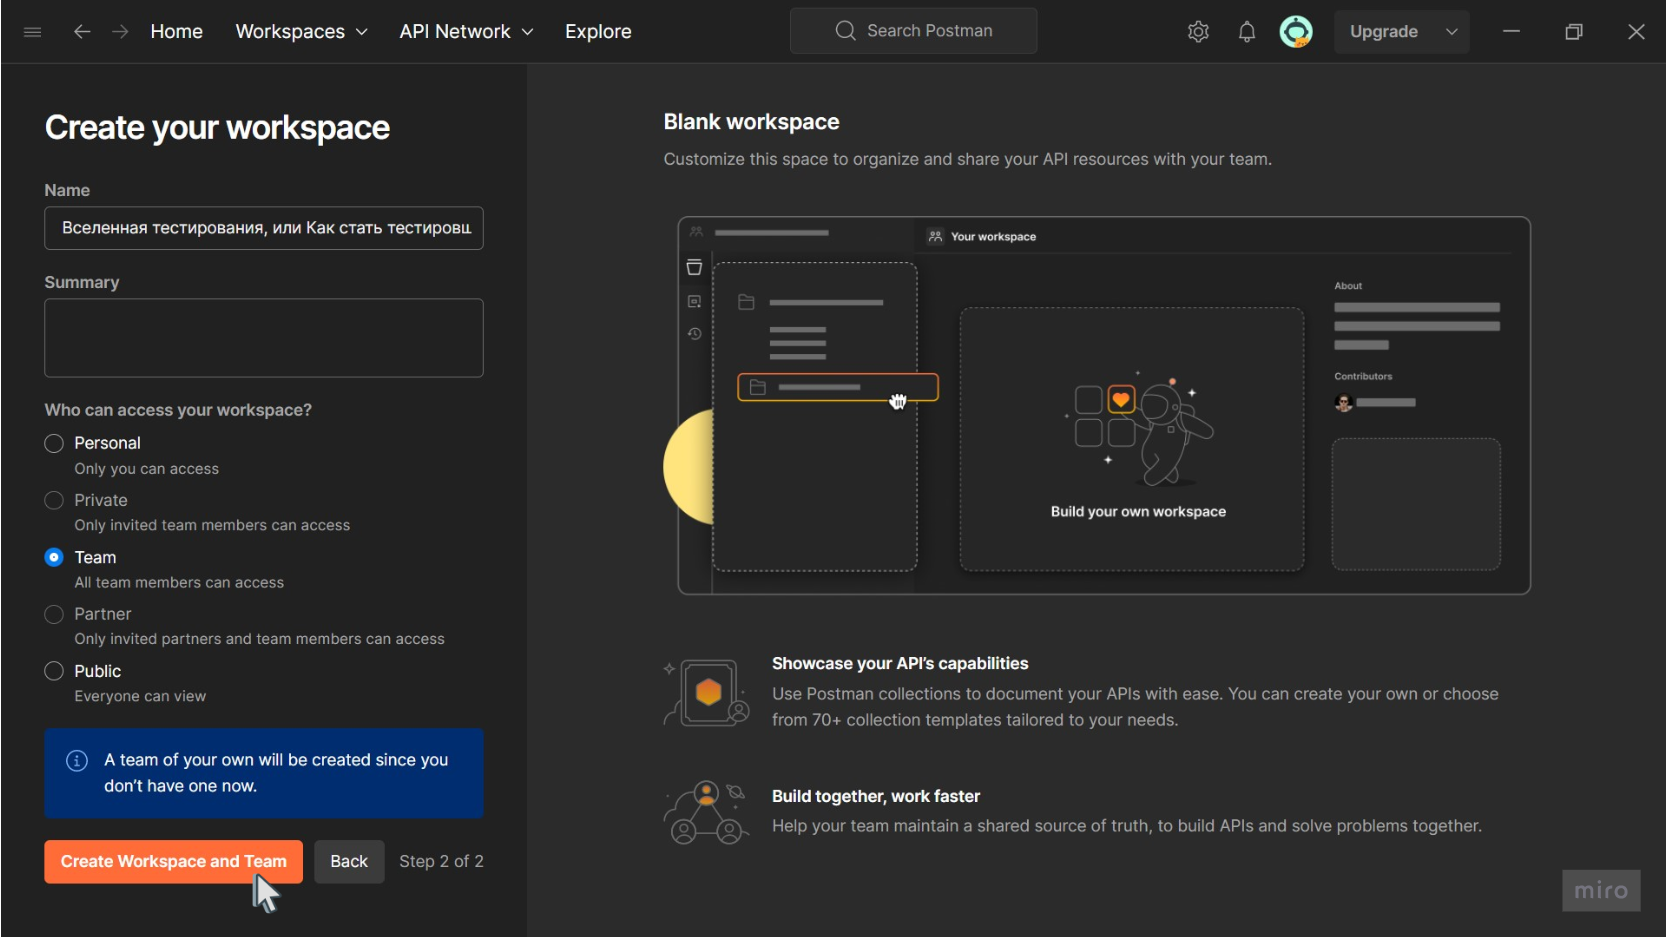 Home Workspaces API Network Explore Search Postman Upgrade
Create your workspace
Name
Вселенная тестирования, или Как стать тестировщ
Summary
Who can access your workspace?
Personal
Only you can access
Private
Only invited team members can access
Team
All team members can access
Partner
Only invited partners and team members can access
Public
Everyone can view
A team of your own will be created since you
don't have one now.
Create Workspace and Team Back Step 2 of 2
Blank workspace
Customize this space to organize and share your API resources with your team.
Your workspace
About
Contributors
Build your own workspace
Showcase your API's capabilities
Use Postman collections to document your APIs with ease. You can create your own or choose
from 70+ collection templates tailored to your needs.
Build together, work faster
Help your team maintain a shared source of truth, to build APIs and solve problems together.
miro